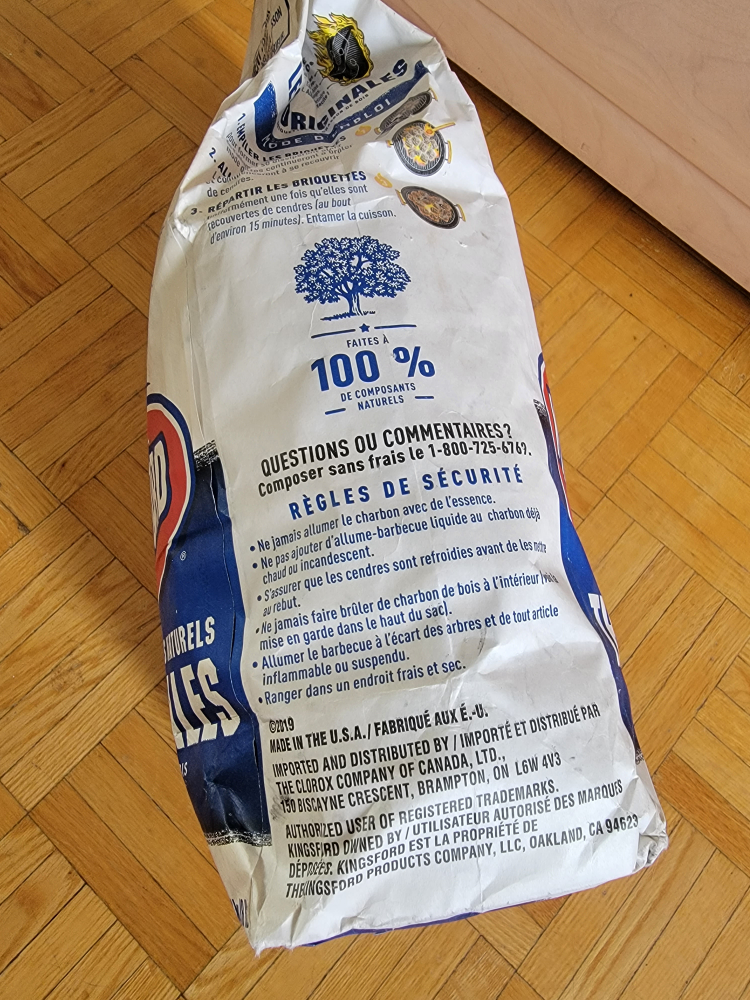 ORIGINALES
MODE D'EMPLOI
1. EMPILER LES BRIQUETTES
2.
de cendres.
3. RÉPARTIR LES BRIQUETTES
uniformément une fois qu'elles sont
recouvertes de cendres (au bout
d'environ 15 minutes). Entamer la cuisson.
FAITES À
100 %
DE COMPOSANTS
NATURELS
QUESTIONS OU COMMENTAIRES?
Composer sans frais le 1-800-725-6767.
RÈGLES DE SÉCURITÉ
• Ne jamais allumer le charbon avec de l'essence.
• Ne pas ajouter d'allume-barbecue liquide au charbon déjà
chaud ou incandescent.
• S'assurer que les cendres sont refroidies avant de les mettre
au rebut.
• Ne jamais faire brûler de charbon de bois à l'intérieur (voir la
mise en garde dans le haut du sac).
• Allumer le barbecue à l'écart des arbres et de tout article
inflammable ou suspendu.
• Ranger dans un endroit frais et sec.
©2019
MADE IN THE U.S.A. / FABRIQUÉ AUX É.-U.
IMPORTED AND DISTRIBUTED BY / IMPORTÉ ET DISTRIBUÉ PAR
THE CLOROX COMPANY OF CANADA, LTD.,
150 BISCAYNE CRESCENT, BRAMPTON, ON L6W 4V3
AUTHORIZED USER OF REGISTERED TRADEMARKS.
KINGSFORD OWNED BY / UTILISATEUR AUTORISÉ DES MARQUES
DÉPOSÉES. KINGSFORD EST LA PROPRIÉTÉ DE
THE KINGSFORD PRODUCTS COMPANY, LLC, OAKLAND, CA 94623
®
NATURELS
LLES